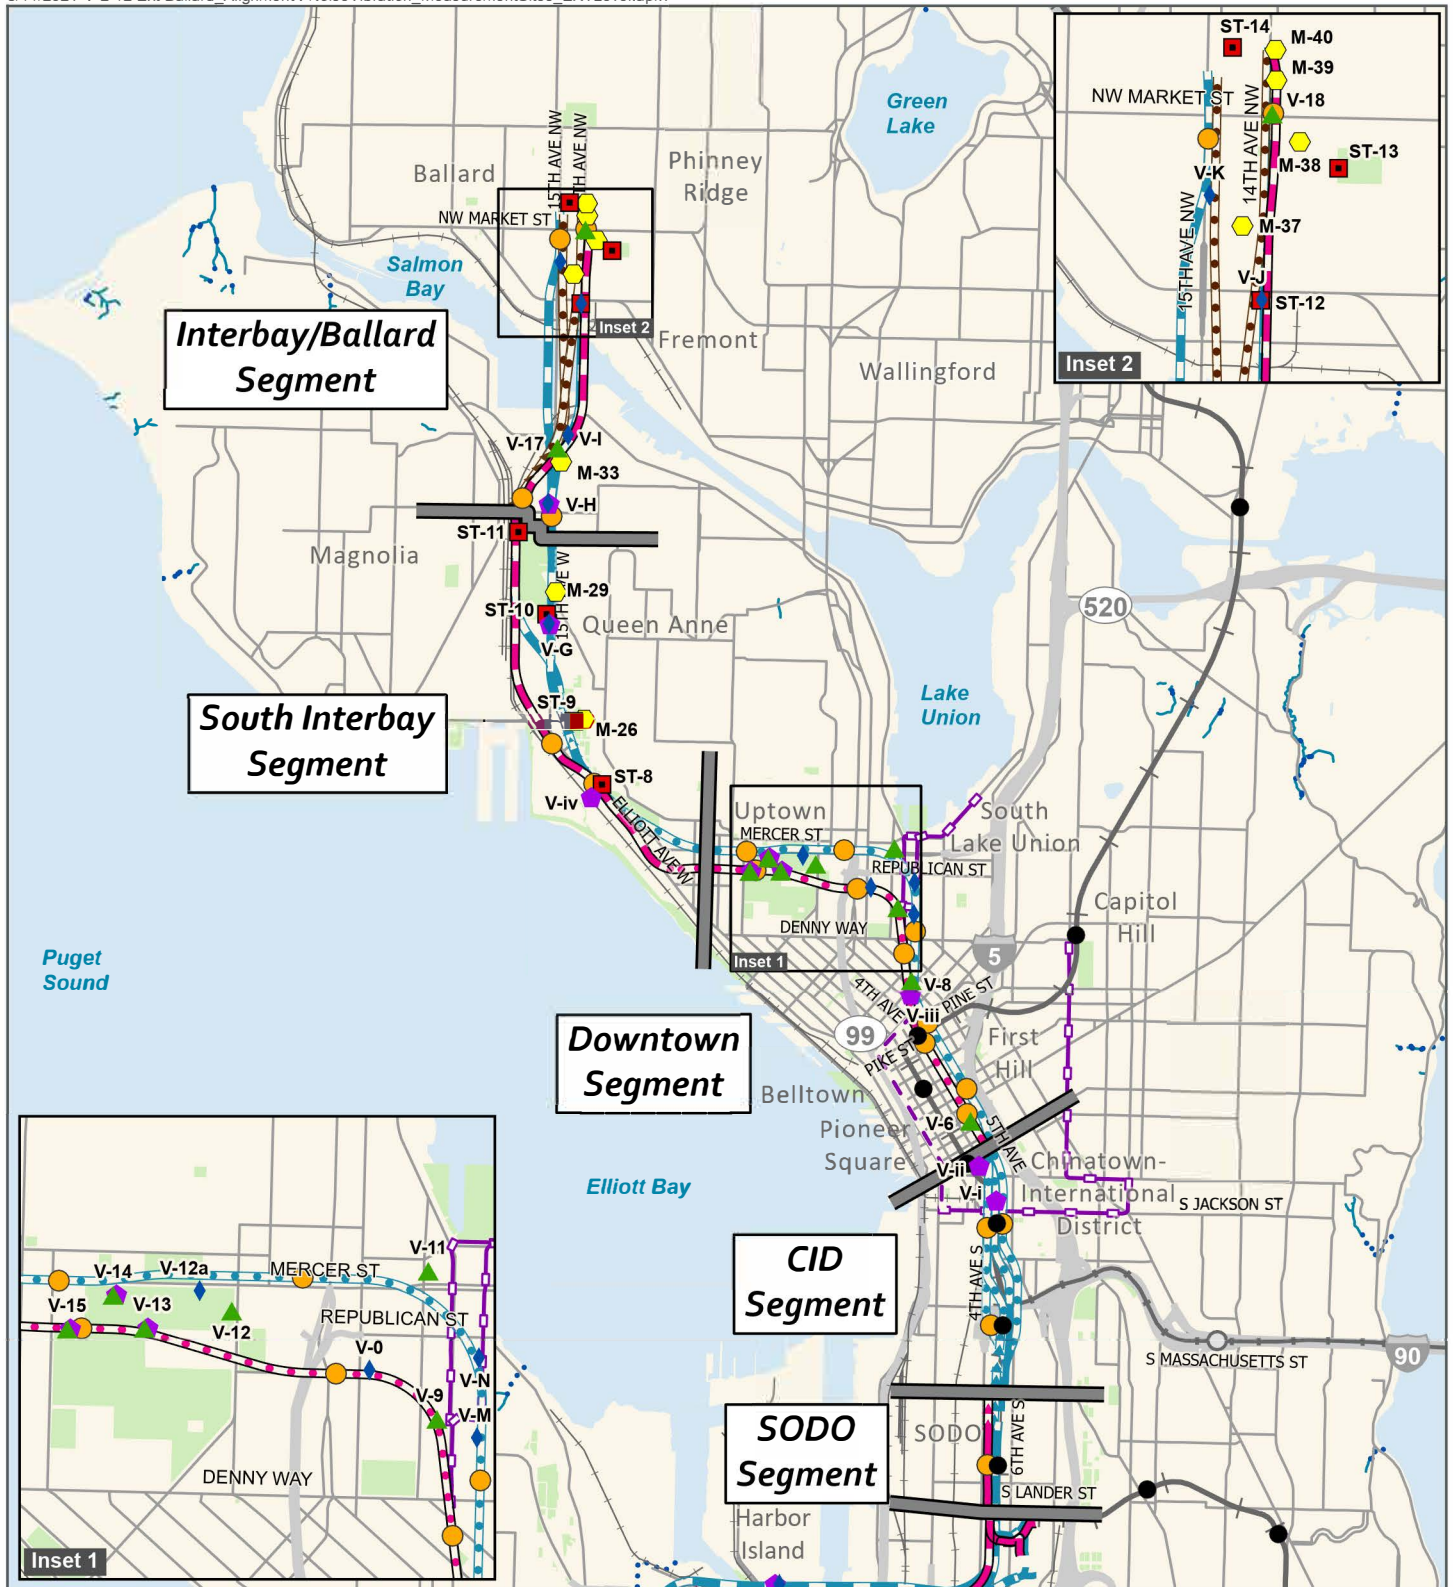 ST-14
M-40
M-39
NW MARKET ST
V-18
14TH AVE NW
M-38
ST-13
V-K
M-37
15TH AVE NW
V-J
ST-12
Inset 2
Green
Lake
Ballard
Phinney
Ridge
15TH AVE NW
TH AVE NW
NW MARKET ST
Salmon
Bay
Inset 2
Interbay/Ballard
Segment
Fremont
Wallingford
V-17
V-I
M-33
V-H
ST-11
Magnolia
M-29
ST-10
Queen Anne
V-G
520
ST-9
M-26
South Interbay
Segment
Lake
Union
ST-8
V-iv
ELLIOTT AVE W
Uptown
MERCER ST
South
Lake Union
REPUBLICAN ST
Capitol
Hill
DENNY WAY
Inset 1
5
Puget
Sound
V-8
4TH AVE
PINE ST
V-iii
99
PIKE ST
First
Hill
Downtown
Segment
Belltown
Pioneer
Square
V-6
5TH AVE
V-ii
Chinatown-
International
District
V-i
Elliott Bay
S JACKSON ST
CID
Segment
4TH AVE S
S MASSACHUSETTS ST
90
SODO
Segment
SODO
6TH AVE S
S LANDER ST
Harbor
Island
V-11
V-14
V-12a
MERCER ST
V-15
V-13
V-12
REPUBLICAN ST
V-0
V-N
V-9
V-M
DENNY WAY
Inset 1